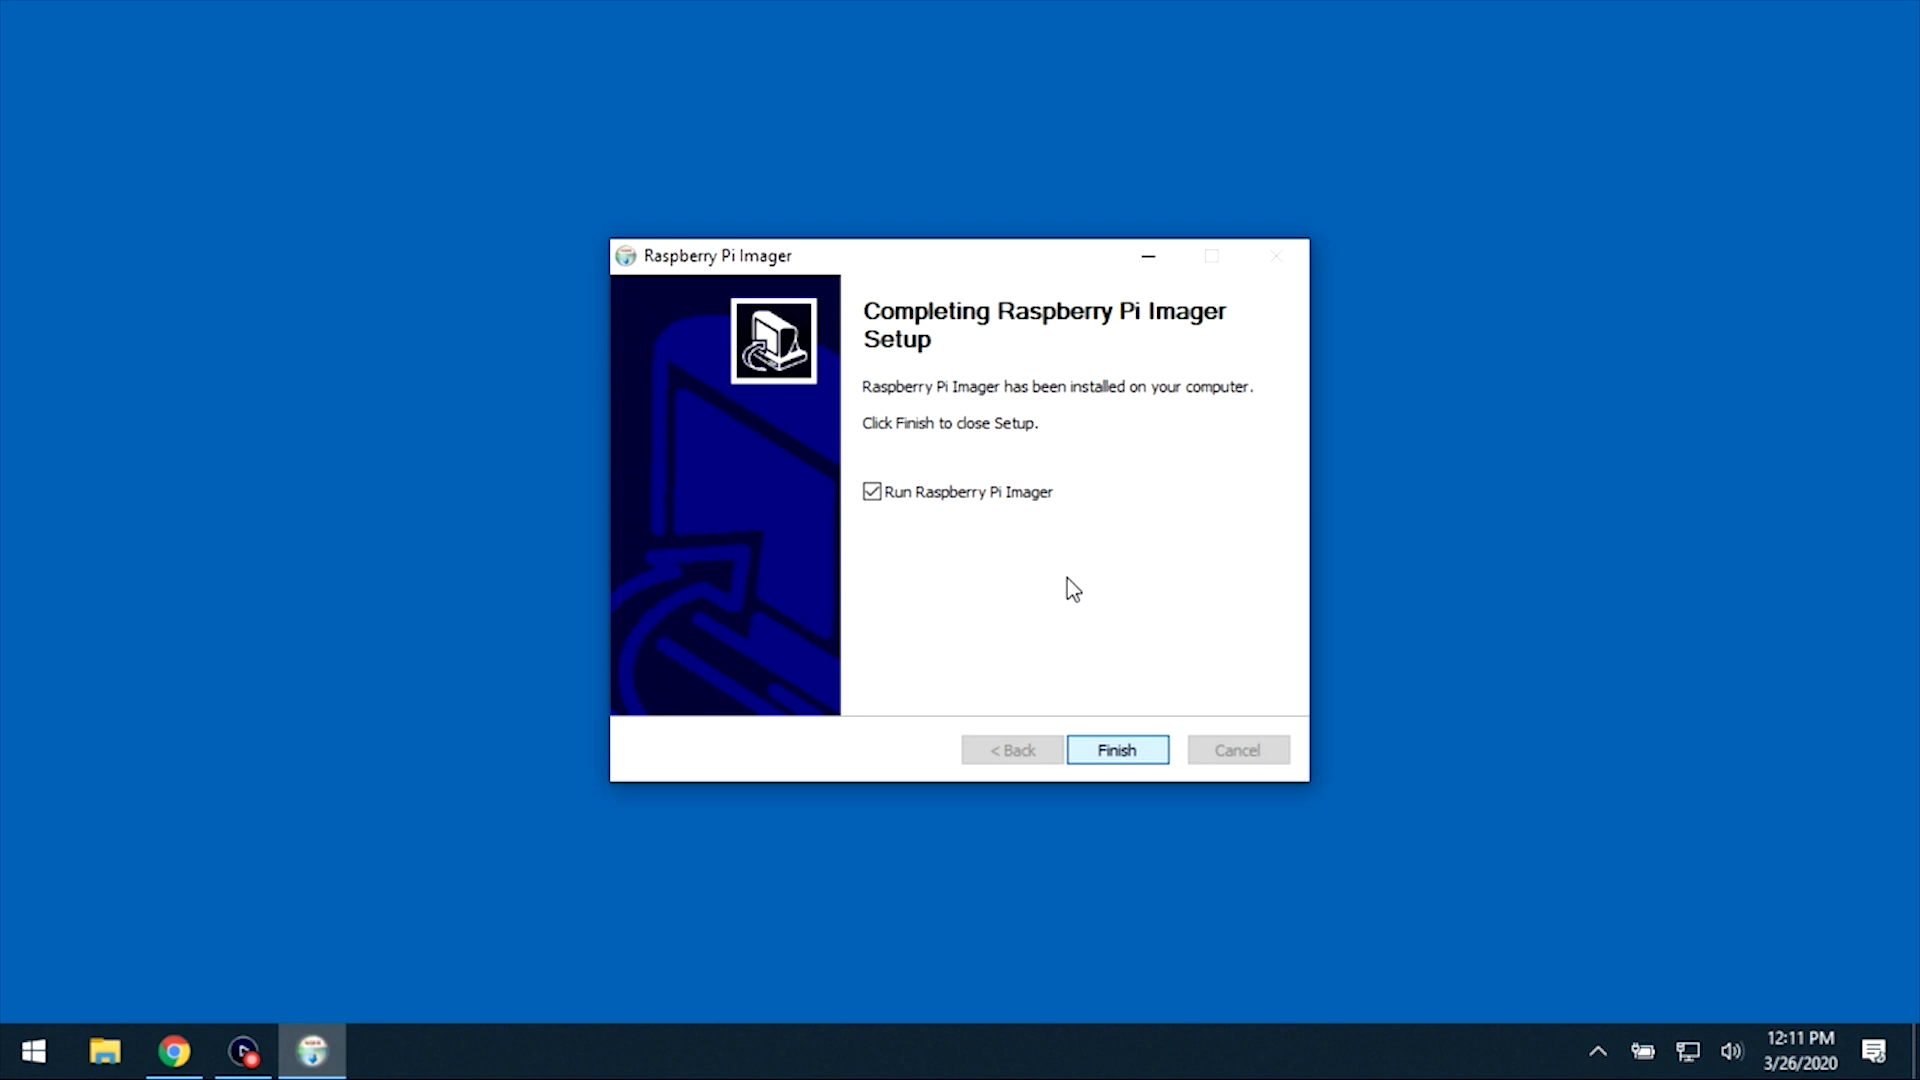 Raspberry Pi Imager
Completing Raspberry Pi Imager
Setup
Raspberry Pi Imager has been installed on your computer.
Click Finish to close Setup.
Run Raspberry Pi Imager
< Back
Finish
Cancel
12:11 PM
3/26/2020